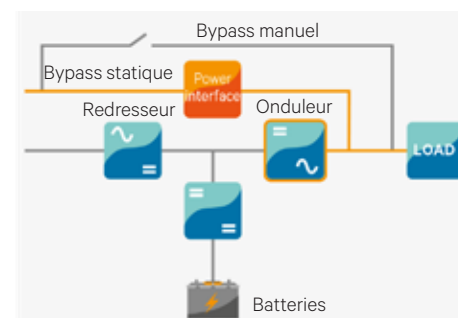 Bypass manuel
Bypass statique
Power
interface
Redresseur
Onduleur
LOAD
Batteries